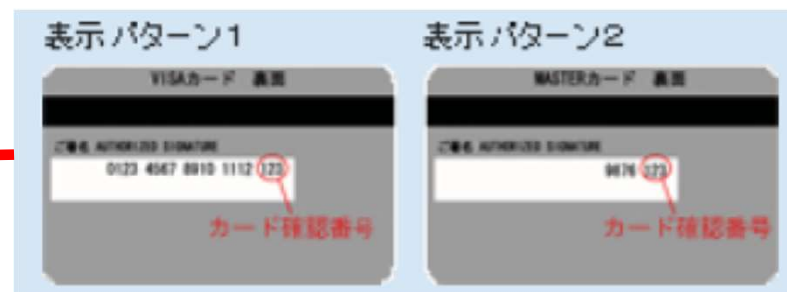 表示パターン1
表示パターン2
VISAカード 裏面
ご署名 AUTHORIZED SIGNATURE
0123 4567 8910 1112 123
カード確認番号
MASTERカード 裏面
ご署名 AUTHORIZED SIGNATURE
9876 123
カード確認番号